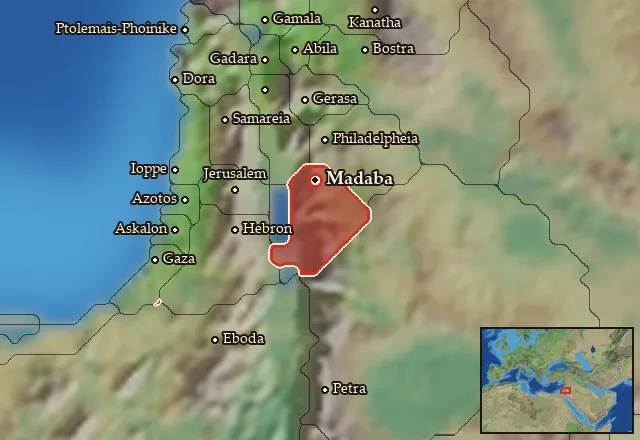 Gamala
Kanatha
Ptolemais-Phoinike
Abila
Bostra
Gadara
Dora
Gerasa
Samareia
Philadelpheia
Ioppe
Jerusalem
Madaba
Azotos
Askalon
Hebron
Gaza
Eboda
Petra